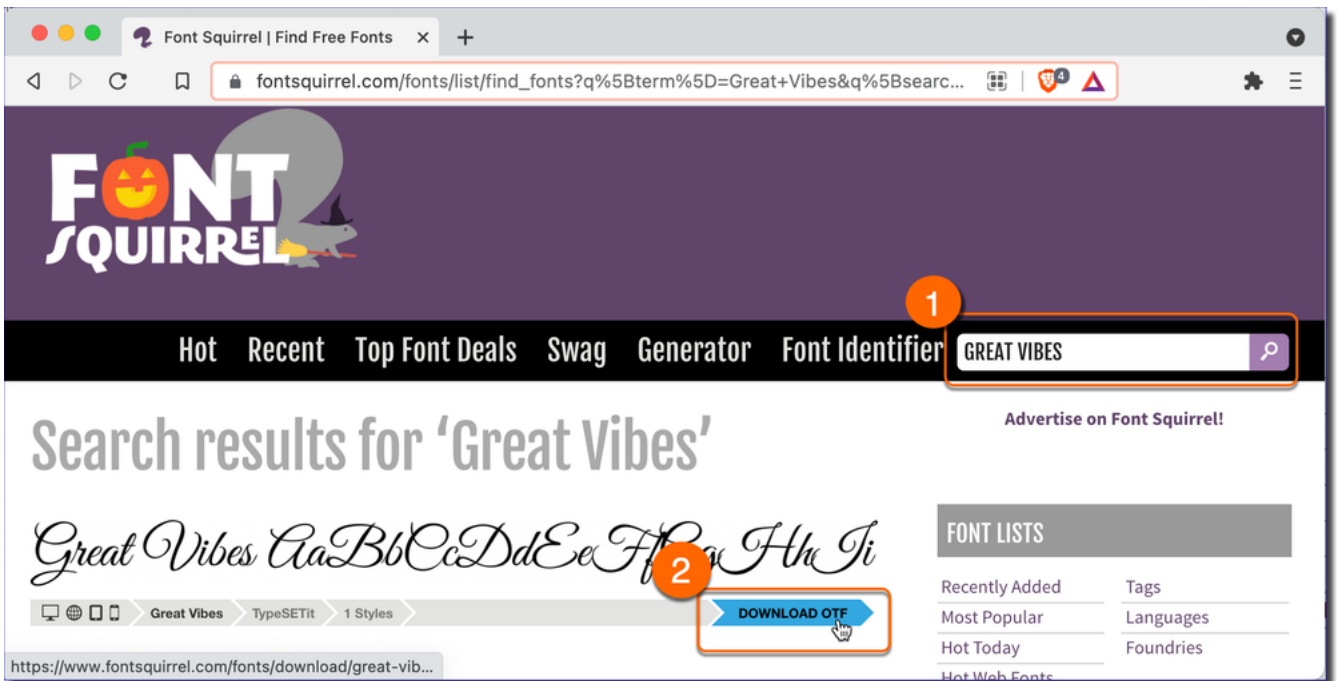 Font Squirrel | Find Free Fonts
fontsquirrel.com/fonts/list/find_fonts?q%5Bterm%5D=Great+Vibes&q%5Bsearc...
4
FONT
SQUIRREL
1
Hot Recent Top Font Deals Swag Generator Font Identifier GREAT VIBES
Search results for ‘Great Vibes’
Advertise on Font Squirrel!
Great Vibes AaBbCcDdEeFfGgHhIi
2
Great Vibes TypeSETit 1 Styles DOWNLOAD OTF
FONT LISTS
Recently Added Tags
Most Popular Languages
Hot Today Foundries
Hot Web Fonts
https://www.fontsquirrel.com/fonts/download/great-vib...